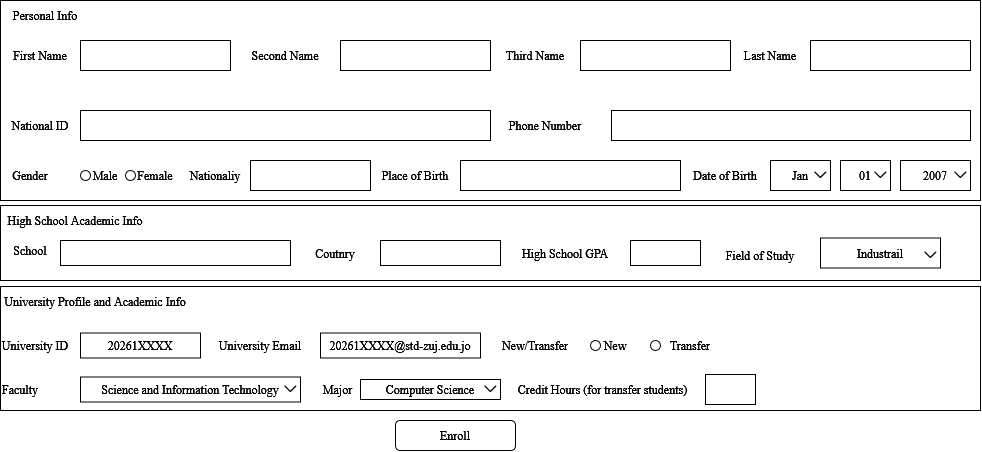 Personal Info
First Name Second Name Third Name Last Name
National ID Phone Number
Gender Male Female Nationaliy Place of Birth Date of Birth Jan 01 2007
High School Academic Info
School Coutnry High School GPA Field of Study Industrail
University Profile and Academic Info
University ID 20261XXXX University Email 20261XXXX@std-zuj.edu.jo New/Transfer New Transfer
Faculty Science and Information Technology Major Computer Science Credit Hours (for transfer students)
Enroll